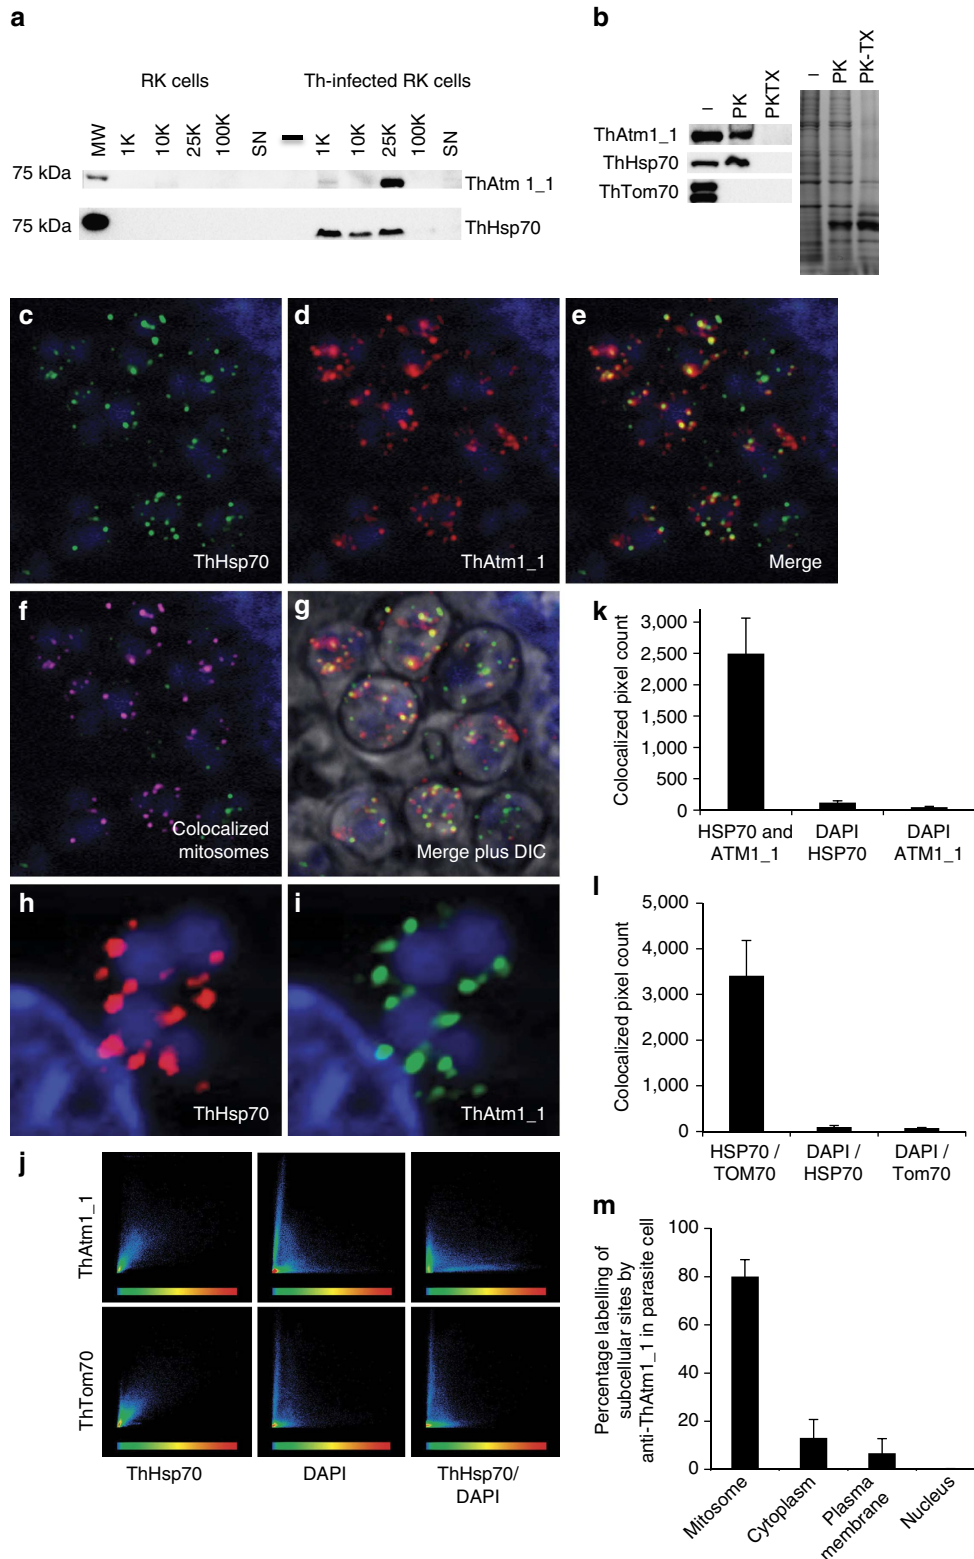 a
RK cells
Th-infected RK cells
MW
1K
10K
25K
100K
SN
1K
10K
25K
100K
SN
75 kDa
ThAtm 1_1
75 kDa
ThHsp70
b
–
PK
PKTX
–
PK
PK-TX
ThAtm1_1
ThHsp70
ThTom70
c
ThHsp70
d
ThAtm1_1
e
Merge
f
Colocalized
mitosomes
g
Merge plus DIC
h
ThHsp70
i
ThAtm1_1
j
ThAtm1_1
ThTom70
ThHsp70
DAPI
ThHsp70/
DAPI
k
Colocalized pixel count
3,000
2,500
2,000
1,500
1,000
500
0
HSP70 and
ATM1_1
DAPI
HSP70
DAPI
ATM1_1
l
Colocalized pixel count
5,000
4,000
3,000
2,000
1,000
0
HSP70 /
TOM70
DAPI /
HSP70
DAPI /
Tom70
m
Percentage labelling of
subcellular sites by
anti-ThAtm1_1 in parasite cell
100
80
60
40
20
0
Mitosome
Cytoplasm
Plasma
membrane
Nucleus